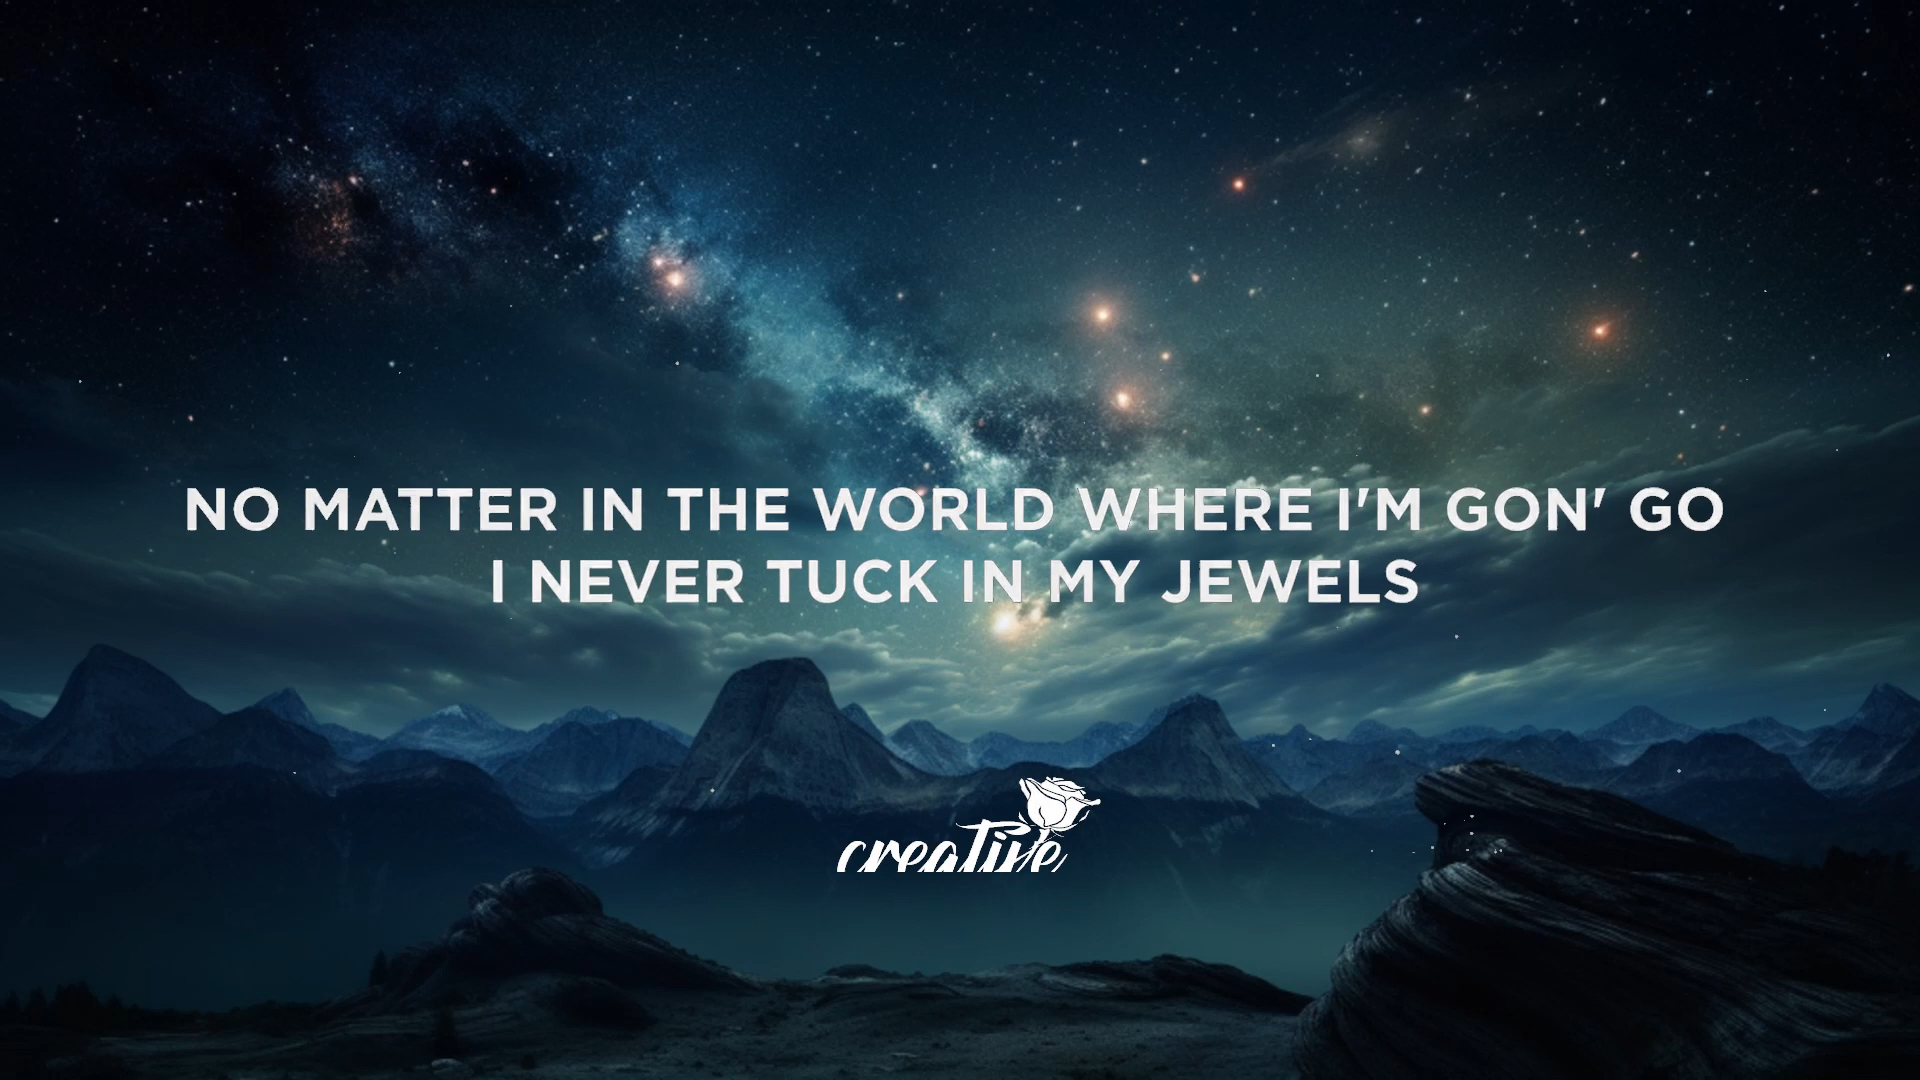 NO MATTER IN THE WORLD WHERE I'M GON' GO
I NEVER TUCK IN MY JEWELS
creative